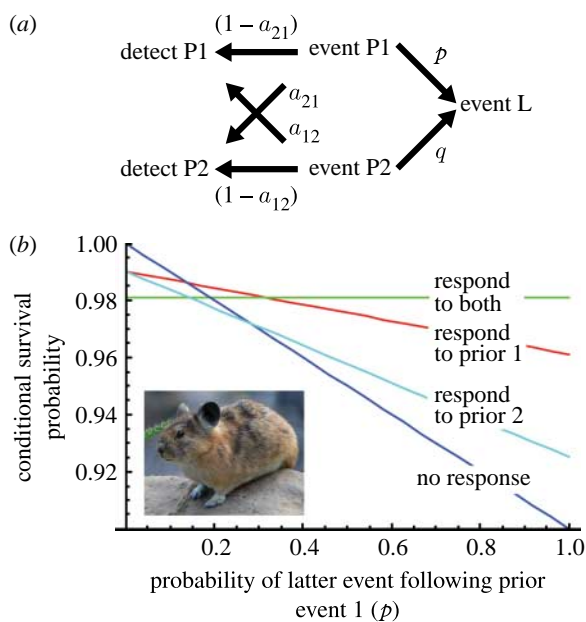 (a)
(1 – a21)
detect P1
event P1
p
a21
event L
a12
q
detect P2
event P2
(1 – a12)
(b)
1.00
0.98
0.96
0.94
0.92
conditional survival
probability
respond
to both
respond
to prior 1
respond
to prior 2
no response
0.2
0.4
0.6
0.8
1.0
probability of latter event following prior
event 1 (p)